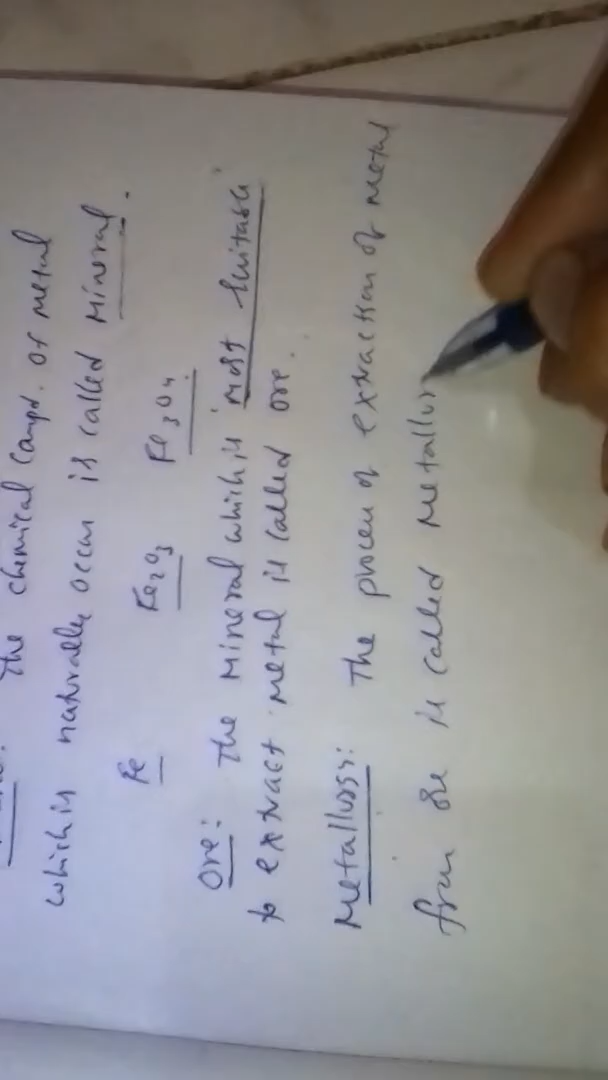 The chemical Compd. of metal
which is naturally occur is called Mineral.
Fe Fe2O3 Fe3O4.
Ore: The Mineral which is 'most suitable'
to extract metal is called ore.
Metallurgy: The process of extraction of metal
from ore is called Metallur